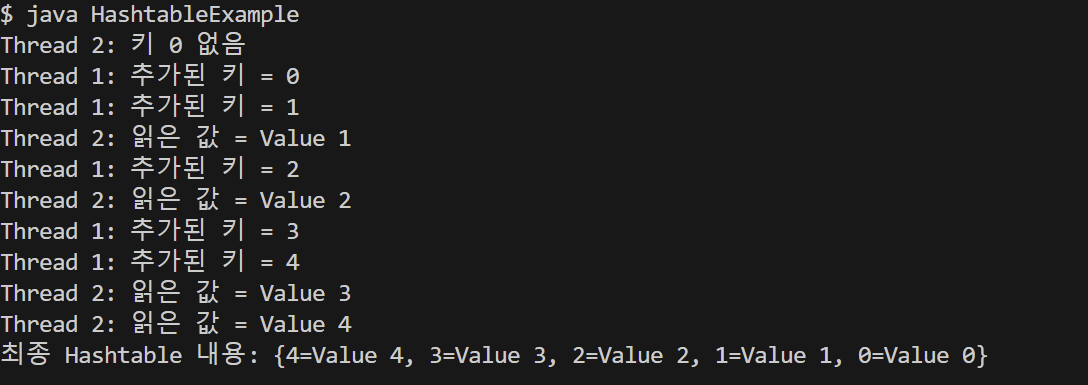 $ java HashtableExample
Thread 2: 키 0 없음
Thread 1: 추가된 키 = 0
Thread 1: 추가된 키 = 1
Thread 2: 읽은 값 = Value 1
Thread 1: 추가된 키 = 2
Thread 2: 읽은 값 = Value 2
Thread 1: 추가된 키 = 3
Thread 1: 추가된 키 = 4
Thread 2: 읽은 값 = Value 3
Thread 2: 읽은 값 = Value 4
최종 Hashtable 내용: {4=Value 4, 3=Value 3, 2=Value 2, 1=Value 1, 0=Value 0}